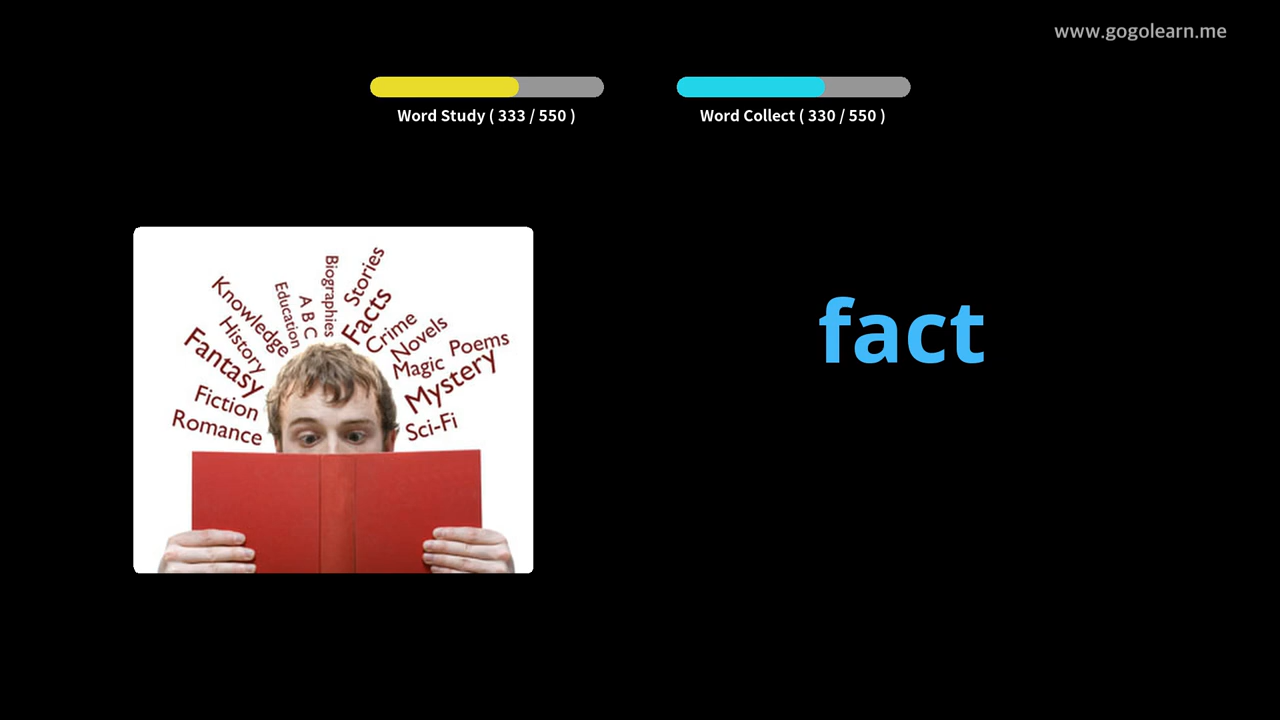 www.gogolearn.me
Word Study ( 333 / 550 )
Word Collect ( 330 / 550 )
Romance
Fiction
Fantasy
History
Knowledge
Education
A B C
Biographies
Stories
Facts
Crime
Novels
Magic
Poems
Mystery
Sci-Fi
fact